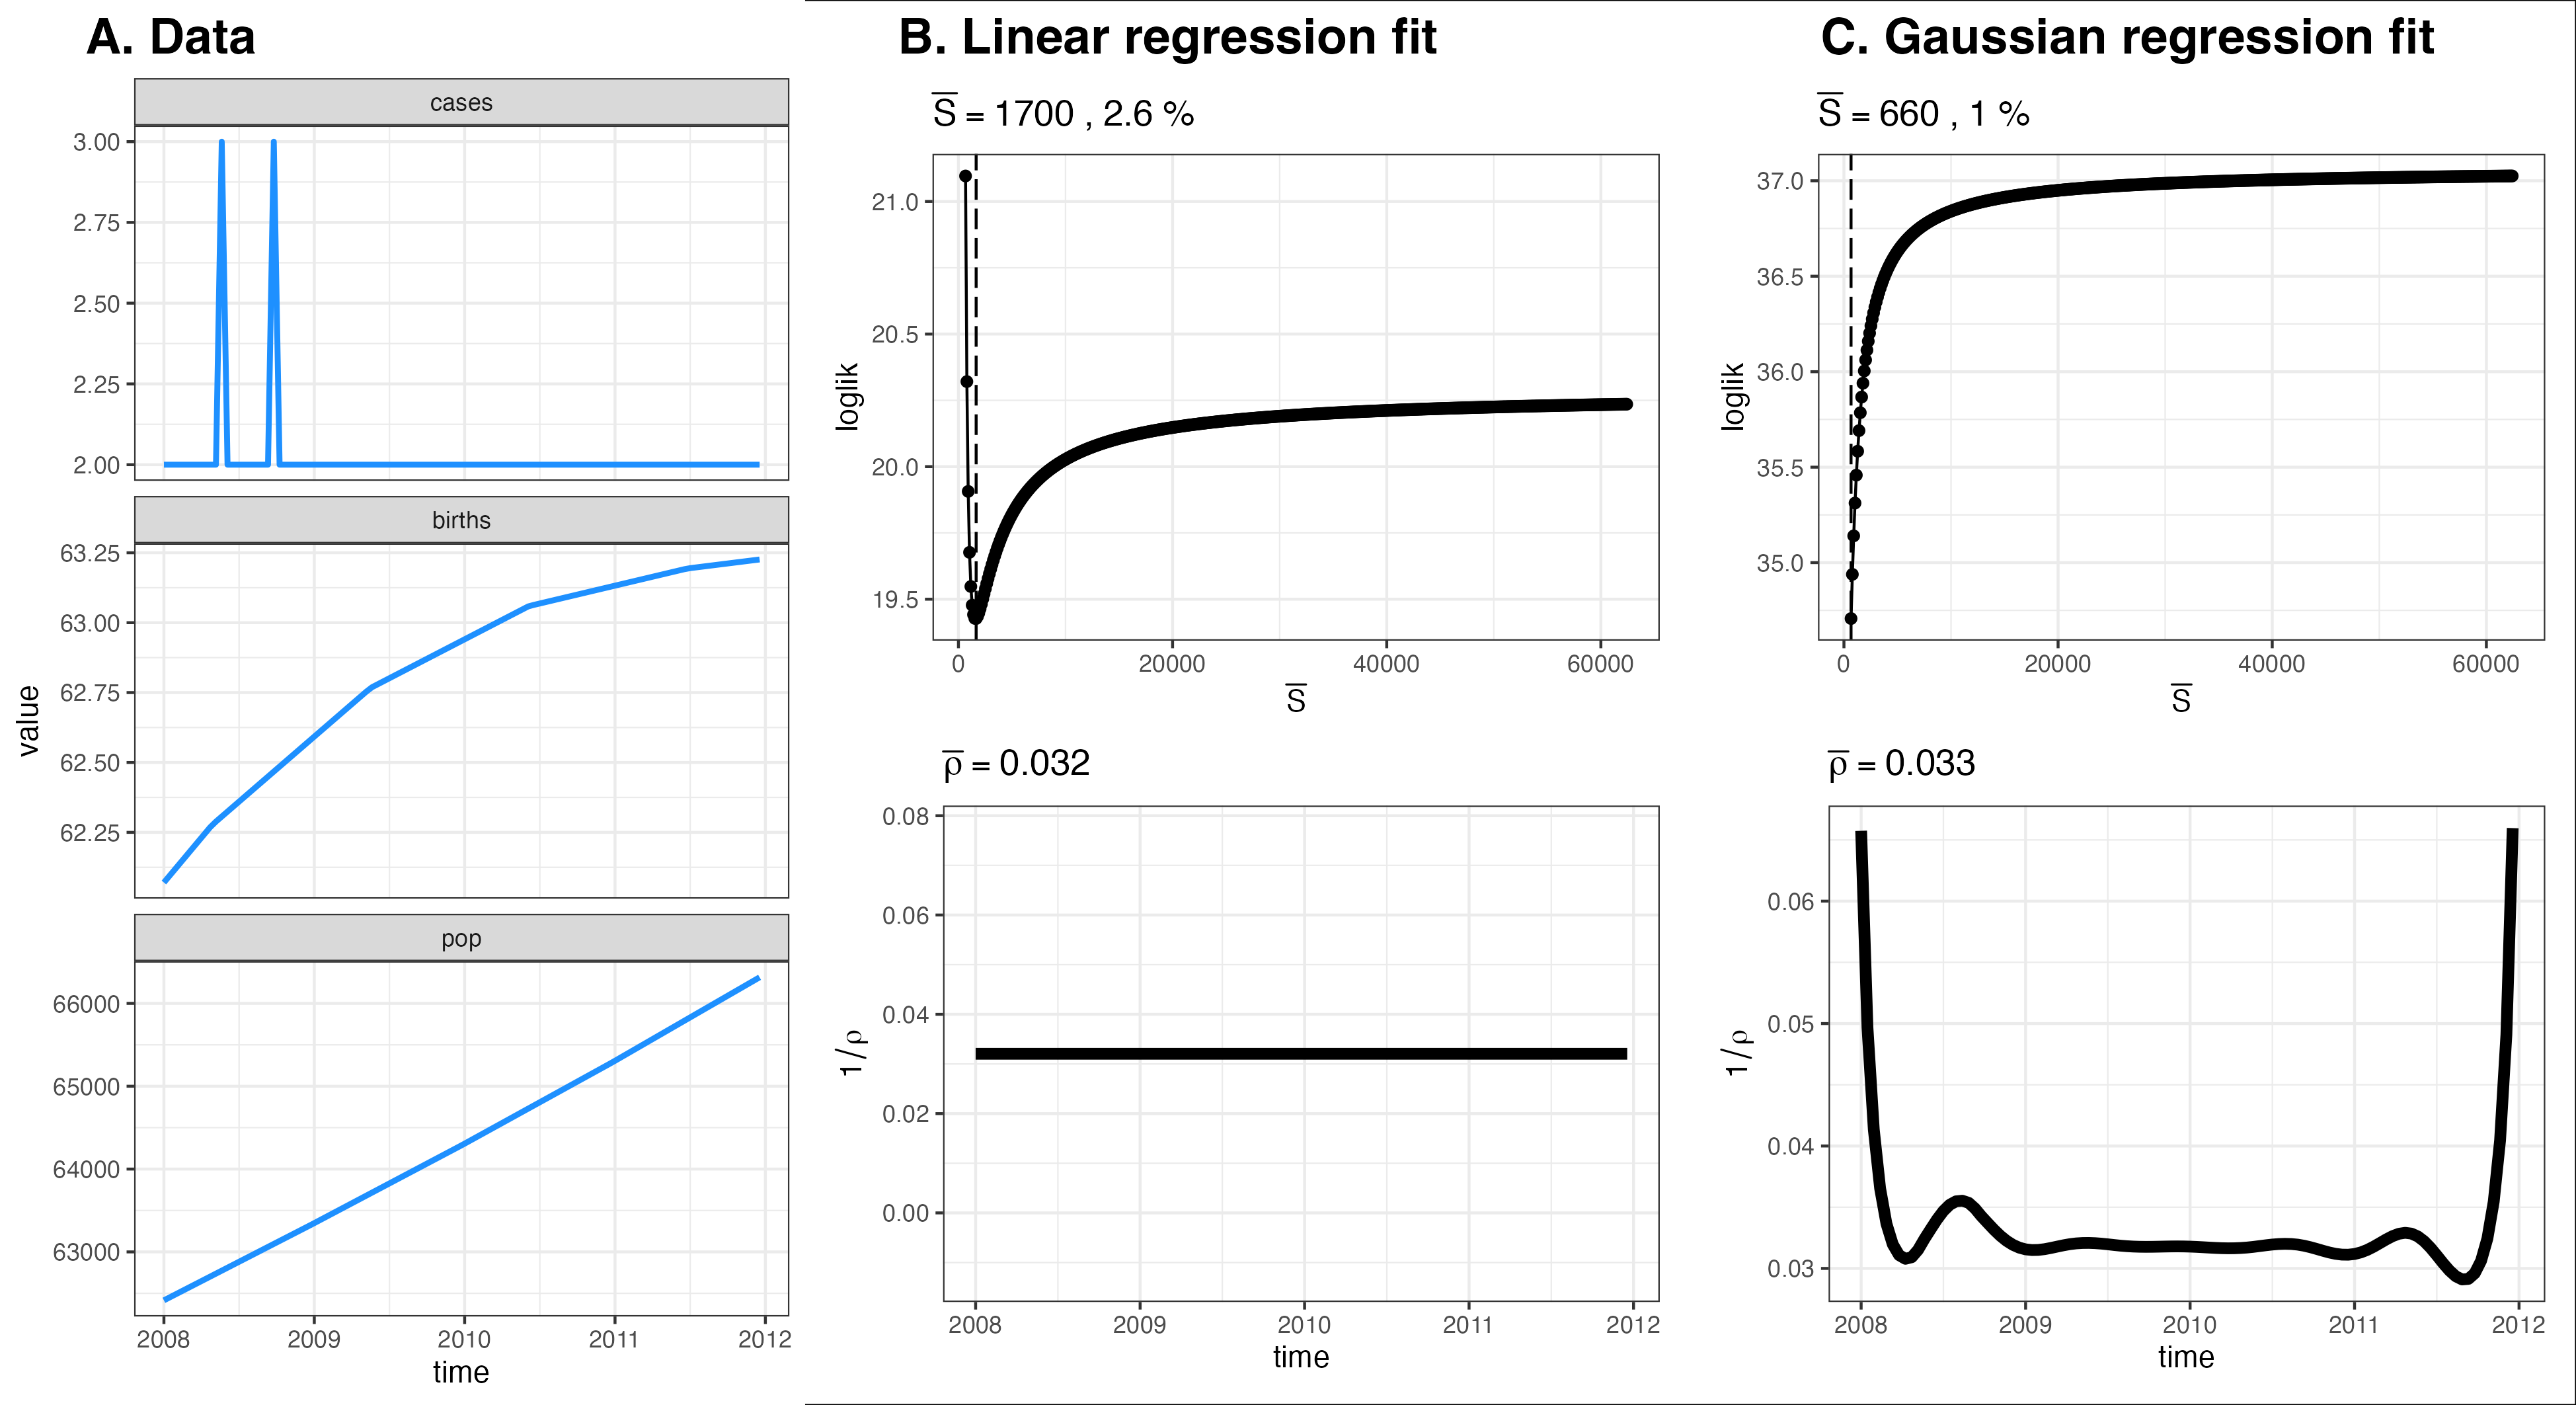 A. Data
cases
3.00
2.75
2.50
2.25
2.00
births
63.25
63.00
62.75
62.50
62.25
value
pop
66000
65000
64000
63000
2008 2009 2010 2011 2012
time
B. Linear regression fit
S̅ = 1700 , 2.6 %
21.0
20.5
20.0
19.5
loglik
0 20000 40000 60000
S̅
ρ̅ = 0.032
0.08
0.06
0.04
0.02
0.00
1/ρ
2008 2009 2010 2011 2012
time
C. Gaussian regression fit
S̅ = 660 , 1 %
37.0
36.5
36.0
35.5
35.0
loglik
0 20000 40000 60000
S̅
ρ̅ = 0.033
0.06
0.05
0.04
0.03
1/ρ
2008 2009 2010 2011 2012
time